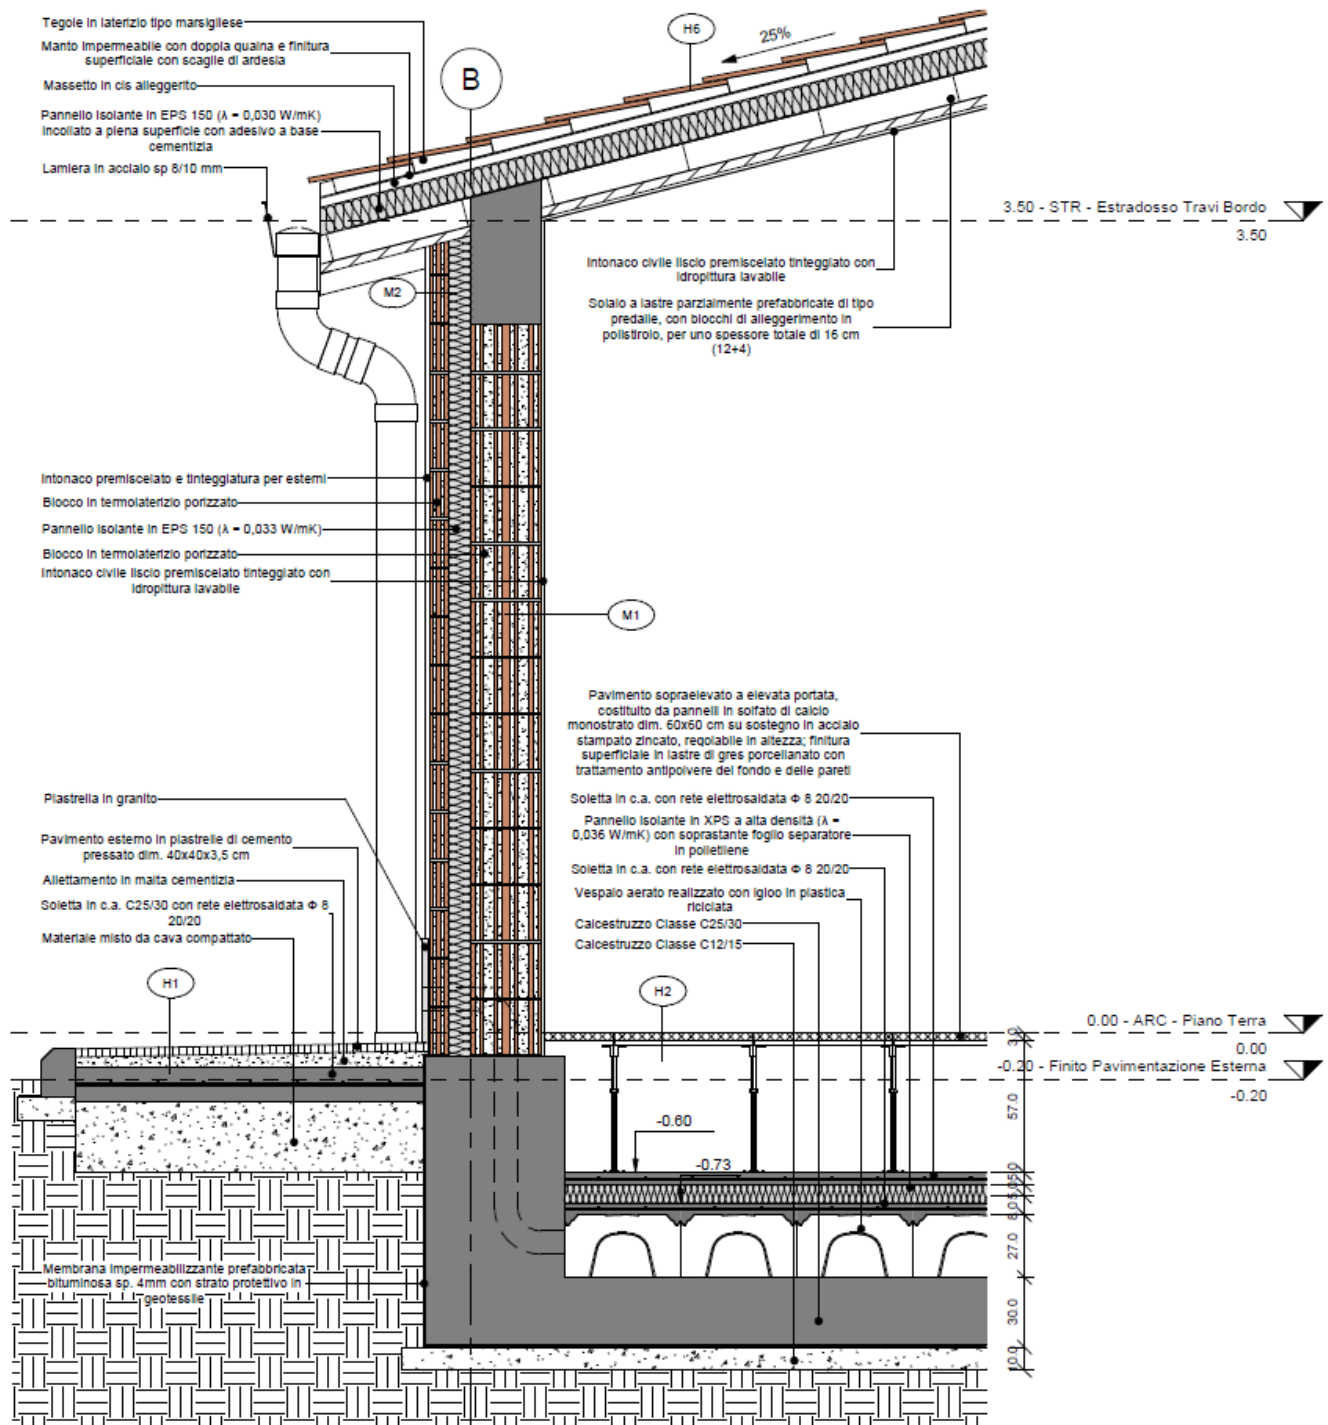 Tegole in laterizio tipo marsigliese
Manto impermeabile con doppia guaina e finitura
superficiale con scaglie di ardesia
Massetto in cls alleggerito
Pannello isolante in EPS 150 (λ = 0,030 W/mK)
incollato a piena superficie con adesivo a base
cementizia
Lamiera in acciaio sp 8/10 mm
B
H6
25%
3.50 - STR - Estradosso Travi Bordo
3.50
Intonaco civile liscio premiscelato tinteggiato con
idropittura lavabile
Solaio a lastre parzialmente prefabbricate di tipo
predalle, con blocchi di alleggerimento in
polistirolo, per uno spessore totale di 16 cm
(12+4)
M2
Intonaco premiscelato e tinteggiatura per esterni
Blocco in termolaterizio porizzato
Pannello isolante in EPS 150 (λ = 0,033 W/mK)
Blocco in termolaterizio porizzato
Intonaco civile liscio premiscelato tinteggiato con
idropittura lavabile
M1
Pavimento sopraelevato a elevata portata,
costituito da pannelli in solfato di calcio
monostrato dim. 60x60 cm su sostegno in acciaio
stampato zincato, regolabile in altezza; finitura
superficiale in lastre di gres porcellanato con
trattamento antipolvere del fondo e delle pareti
Soletta in c.a. con rete elettrosaldata Φ 8 20/20
Pannello isolante in XPS a alta densità (λ =
0,036 W/mK) con soprastante foglio separatore
in polietilene
Soletta in c.a. con rete elettrosaldata Φ 8 20/20
Vespaio aerato realizzato con igloo in plastica
riciclata
Calcestruzzo Classe C25/30
Calcestruzzo Classe C12/15
Piastrella in granito
Pavimento esterno in piastrelle di cemento
pressato dim. 40x40x3,5 cm
Allettamento in malta cementizia
Soletta in c.a. C25/30 con rete elettrosaldata Φ 8
20/20
Materiale misto da cava compattato
H1
H2
0.00 - ARC - Piano Terra
0.00
-0.20 - Finito Pavimentazione Esterna
-0.20
-0.60
-0.73
3.0
57.0
27.0
30.0
10.0
Membrana impermeabilizzante prefabbricata
bituminosa sp. 4mm con strato protettivo in
geotessile